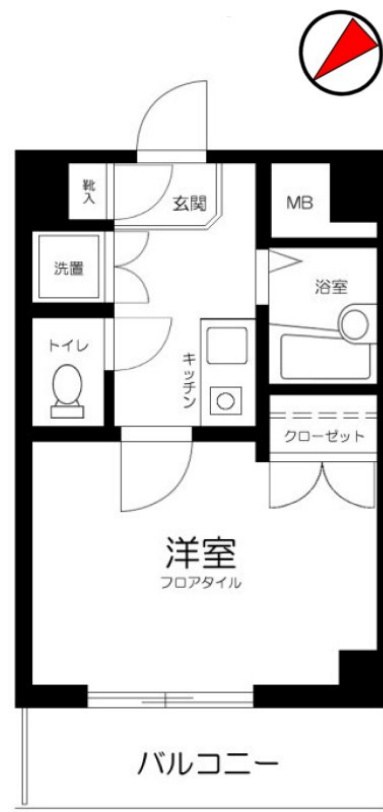 靴入
玄関
MB
洗置
浴室
トイレ
キッチン
クローゼット
洋室
フロアタイル
バルコニー